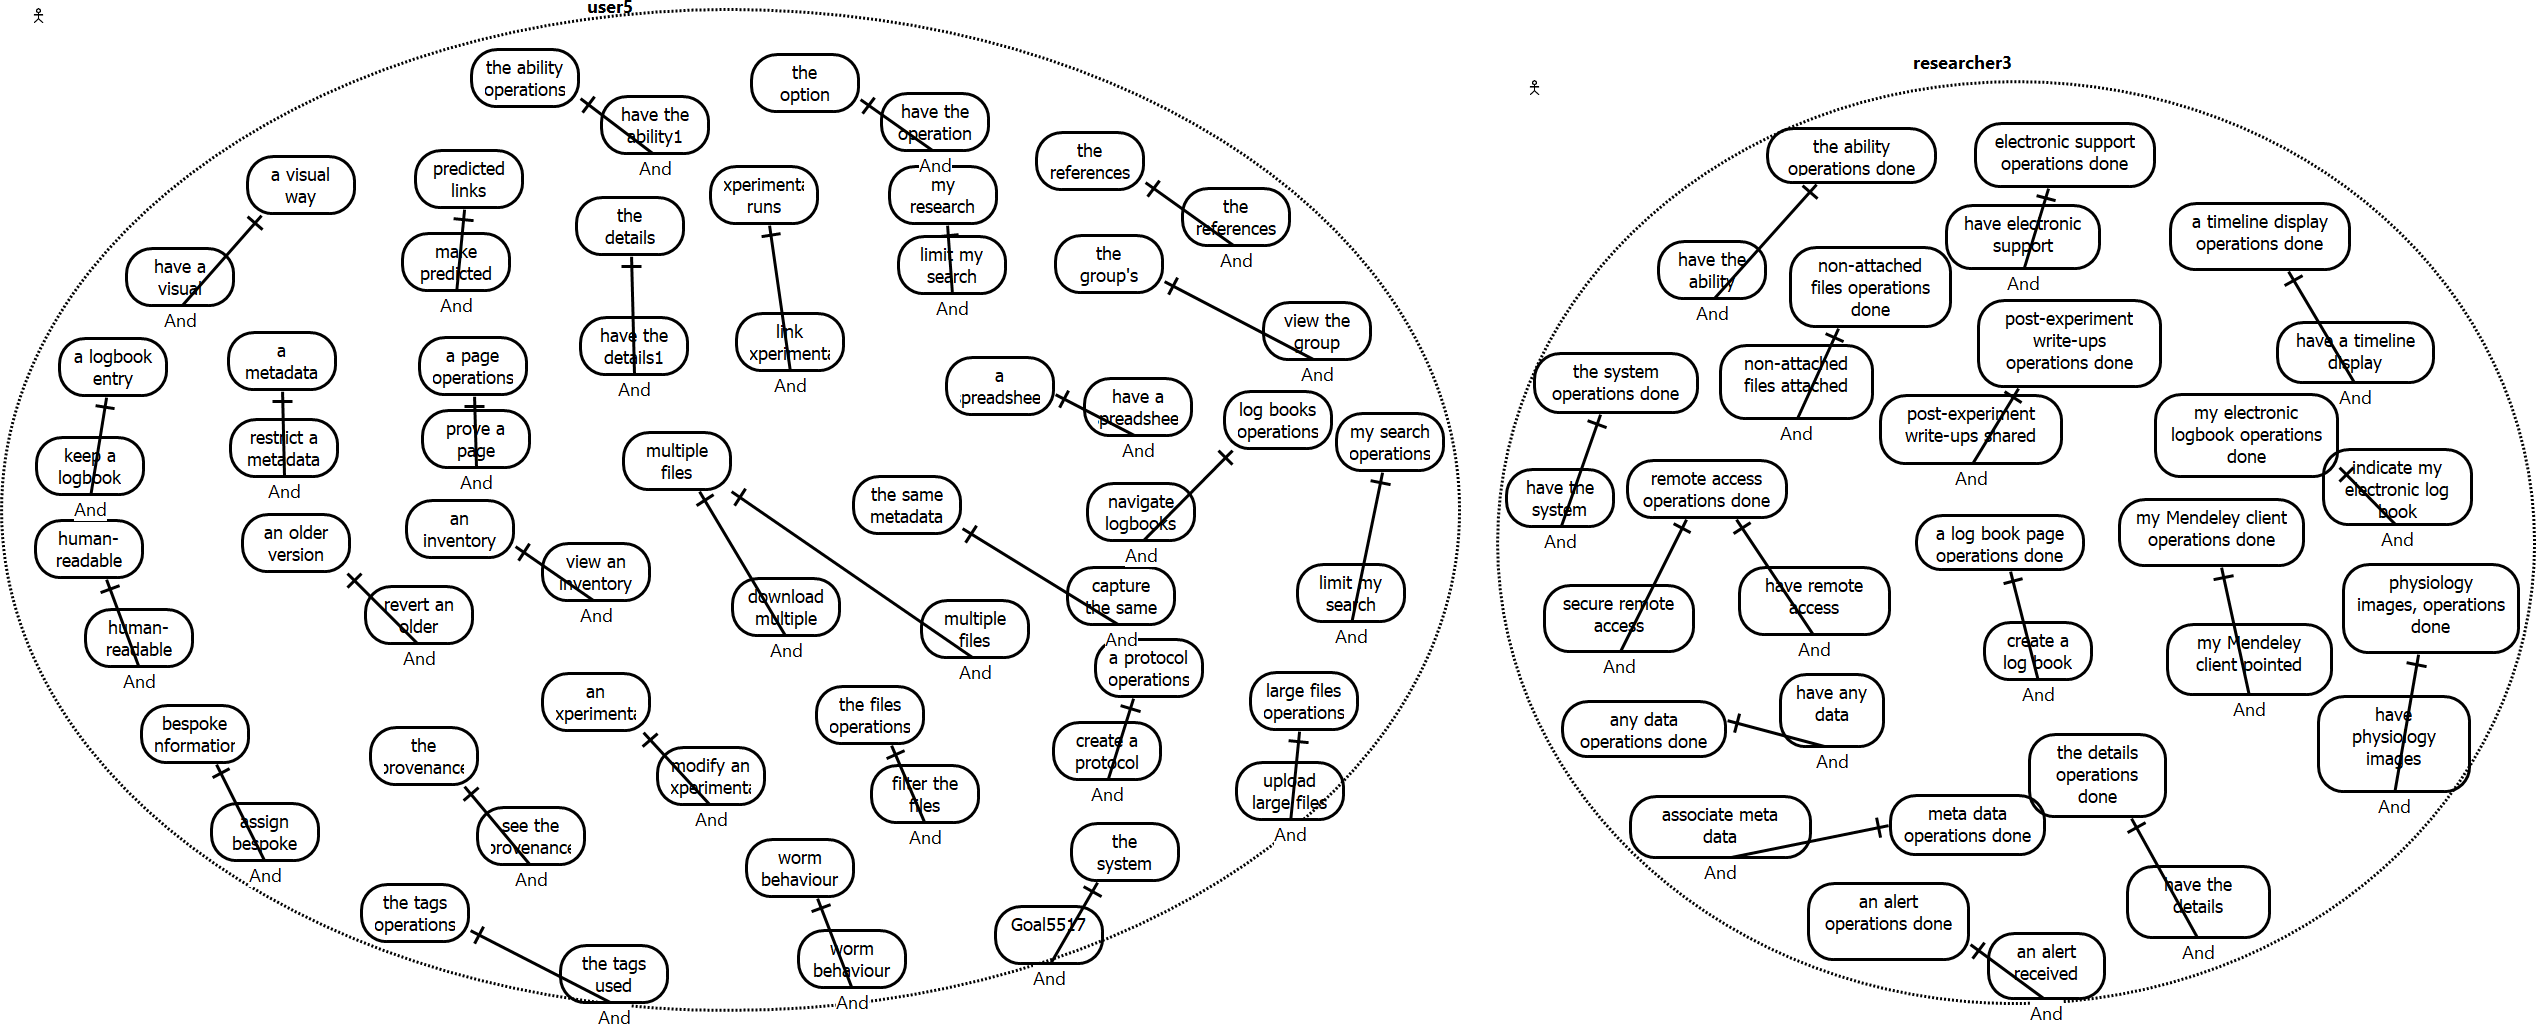 user5
the ability
operations
have the
ability1
And
the
option
have the
operation
And
a visual
way
have a
visual
And
predicted
links
make
predicted
And
the
details
have the
details1
And
xperimenta
runs
link
xperimenta
And
my
research
limit my
search
And
the
references
the
references
And
the
group's
view the
group
And
a logbook
entry
keep a
logbook
And
a
metadata
restrict a
metadata
And
a page
operations
prove a
page
And
a
preadshee
have a
preadshee
And
log books
operations
navigate
logbooks
And
my search
operations
limit my
search
And
multiple
files
download
multiple
And
multiple
files
And
the same
metadata
capture
the same
And
human-
readable
human-
readable
And
an older
version
revert an
older
And
an
inventory
view an
inventory
And
a protocol
operations
create a
protocol
And
large files
operations
upload
large files
And
bespoke
nformation
assign
bespoke
And
the
provenance
see the
provenance
And
an
xperimenta
modify an
xperimenta
And
the files
operations
filter the
files
And
the tags
operations
the tags
used
And
worm
behaviour
worm
behaviour
And
the
system
Goal5517
And
researcher3
the ability
operations done
have the
ability
And
electronic support
operations done
have electronic
support
And
a timeline display
operations done
have a timeline
display
And
non-attached
files operations
done
non-attached
files attached
And
post-experiment
write-ups
operations done
post-experiment
write-ups shared
And
the system
operations done
have the
system
And
my electronic
logbook operations
done
indicate my
electronic log
book
And
remote access
operations done
secure remote
access
And
have remote
access
And
a log book page
operations done
create a
log book
And
my Mendeley client
operations done
my Mendeley
client pointed
And
physiology
images, operations
done
have
physiology
images
And
any data
operations done
have any
data
And
associate meta
data
And
meta data
operations done
the details
operations
done
have the
details
And
an alert
operations done
an alert
received
And